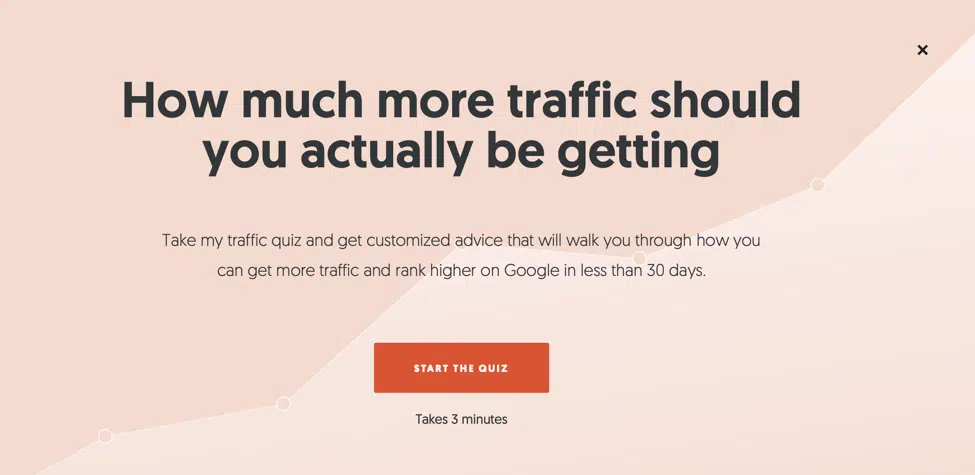 How much more traffic should
you actually be getting
Take my traffic quiz and get customized advice that will walk you through how you
can get more traffic and rank higher on Google in less than 30 days.
START THE QUIZ
Takes 3 minutes